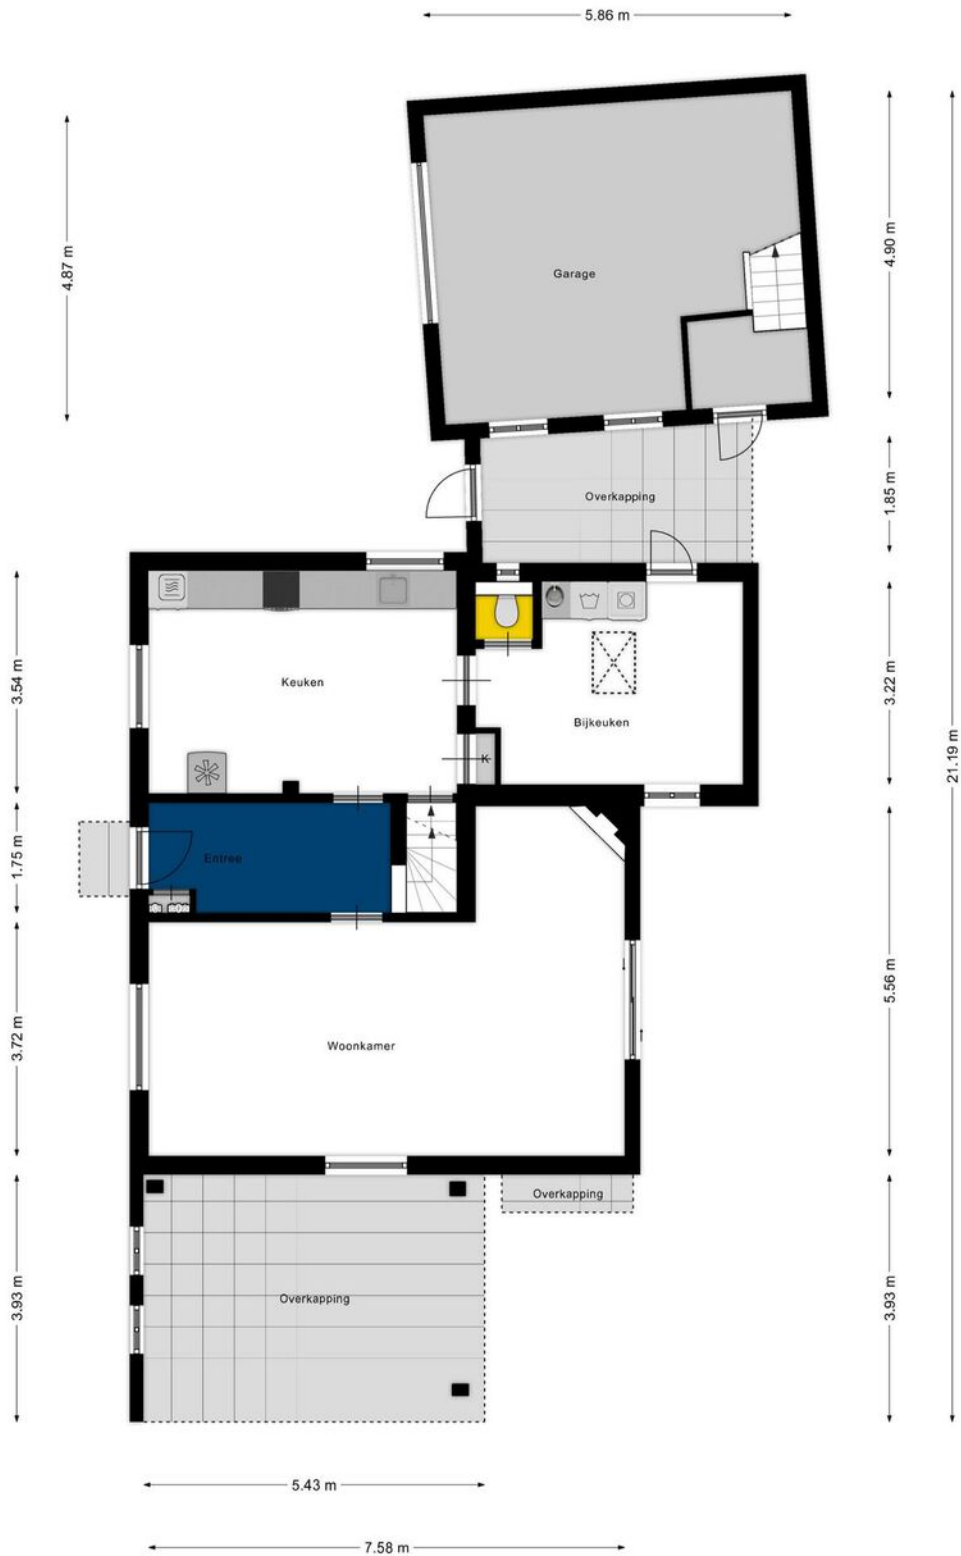 5.86 m
4.87 m
4.90 m
Garage
1.85 m
Overkapping
3.54 m
Keuken
3.22 m
Bijkeuken
K
21.19 m
1.75 m
Entree
5.56 m
3.72 m
Woonkamer
Overkapping
3.93 m
Overkapping
3.93 m
5.43 m
7.58 m